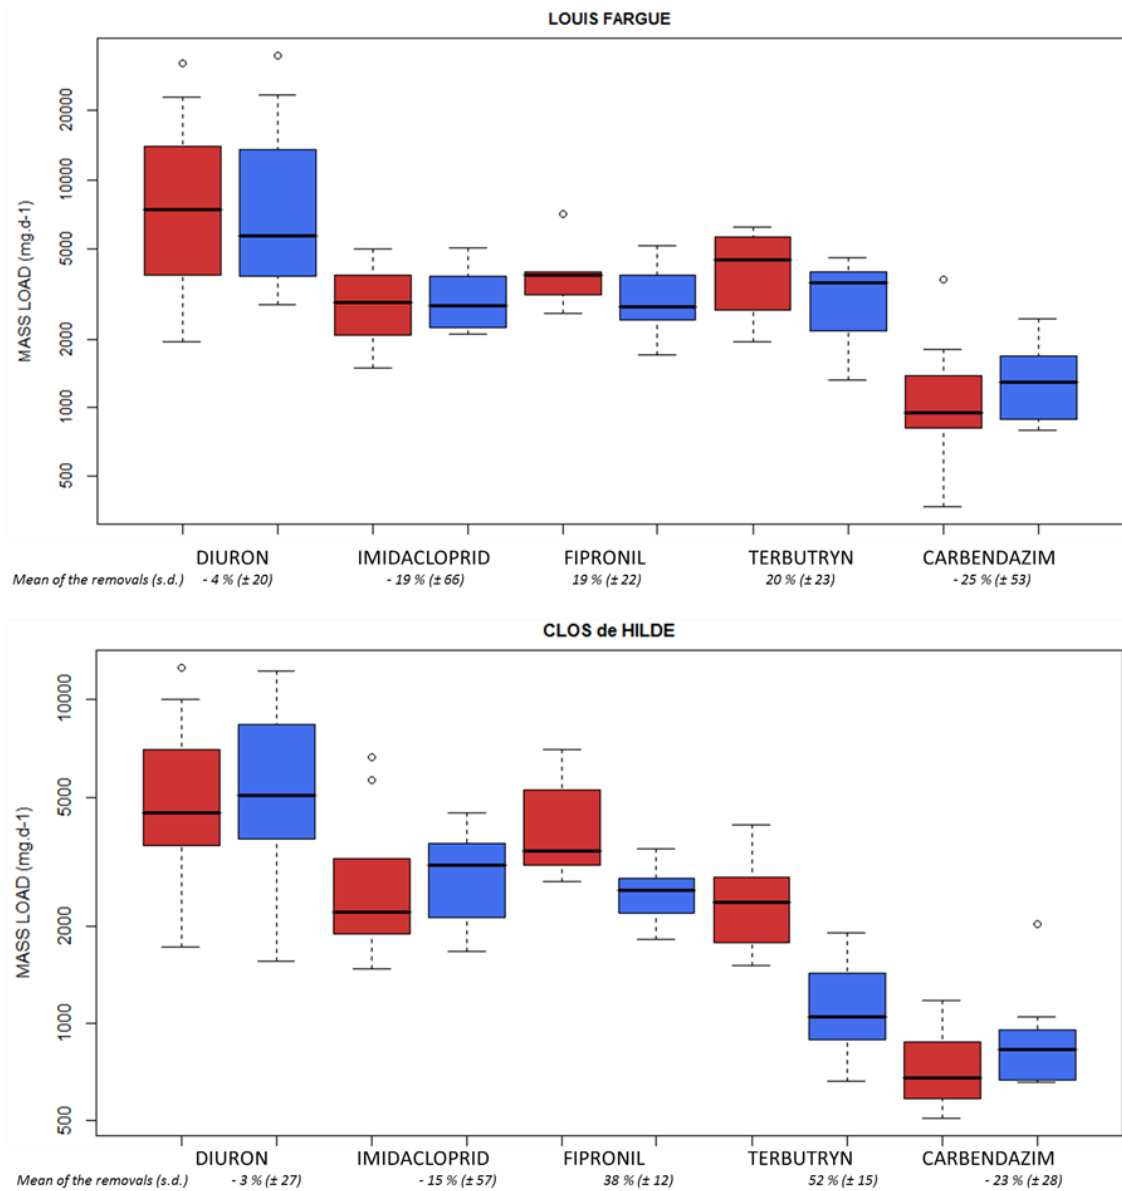 LOUIS FARGUE
MASS LOAD (mg.d-1)
20000
10000
5000
2000
1000
500
DIURON IMIDACLOPRID FIPRONIL TERBUTRYN CARBENDAZIM
Mean of the removals (s.d.) - 4 % (± 20) - 19 % (± 66) 19 % (± 22) 20 % (± 23) - 25 % (± 53)
CLOS de HILDE
MASS LOAD (mg.d-1)
10000
5000
2000
1000
500
DIURON IMIDACLOPRID FIPRONIL TERBUTRYN CARBENDAZIM
Mean of the removals (s.d.) - 3 % (± 27) - 15 % (± 57) 38 % (± 12) 52 % (± 15) - 23 % (± 28)